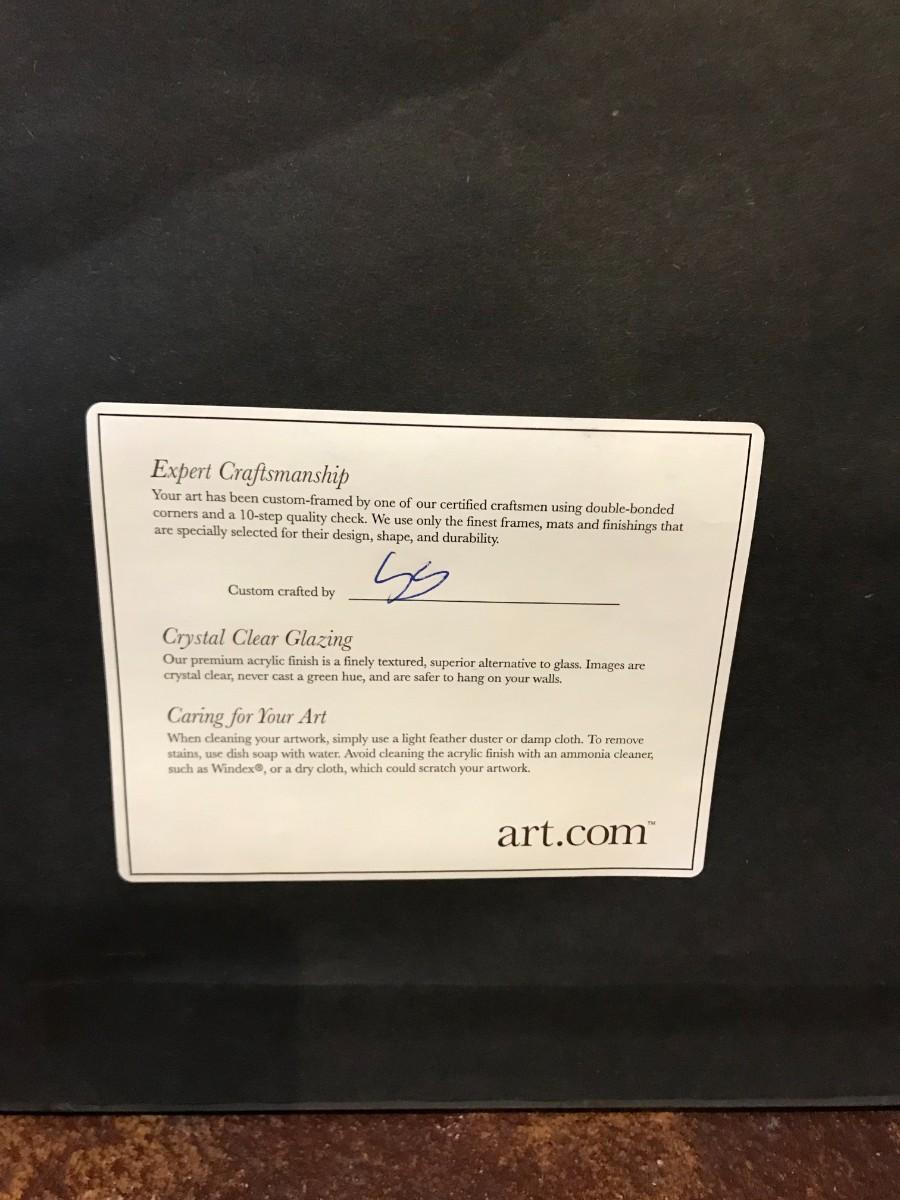 Expert Craftsmanship
Your art has been custom-framed by one of our certified craftsmen using double-bonded
corners and a 10-step quality check. We use only the finest frames, mats and finishings that
are specially selected for their design, shape, and durability.
Custom crafted by
Crystal Clear Glazing
Our premium acrylic finish is a finely textured, superior alternative to glass. Images are
crystal clear, never cast a green hue, and are safer to hang on your walls.
Caring for Your Art
When cleaning your artwork, simply use a light feather duster or damp cloth. To remove
stains, use dish soap with water. Avoid cleaning the acrylic finish with an ammonia cleaner,
such as Windex®, or a dry cloth, which could scratch your artwork.
art.com™